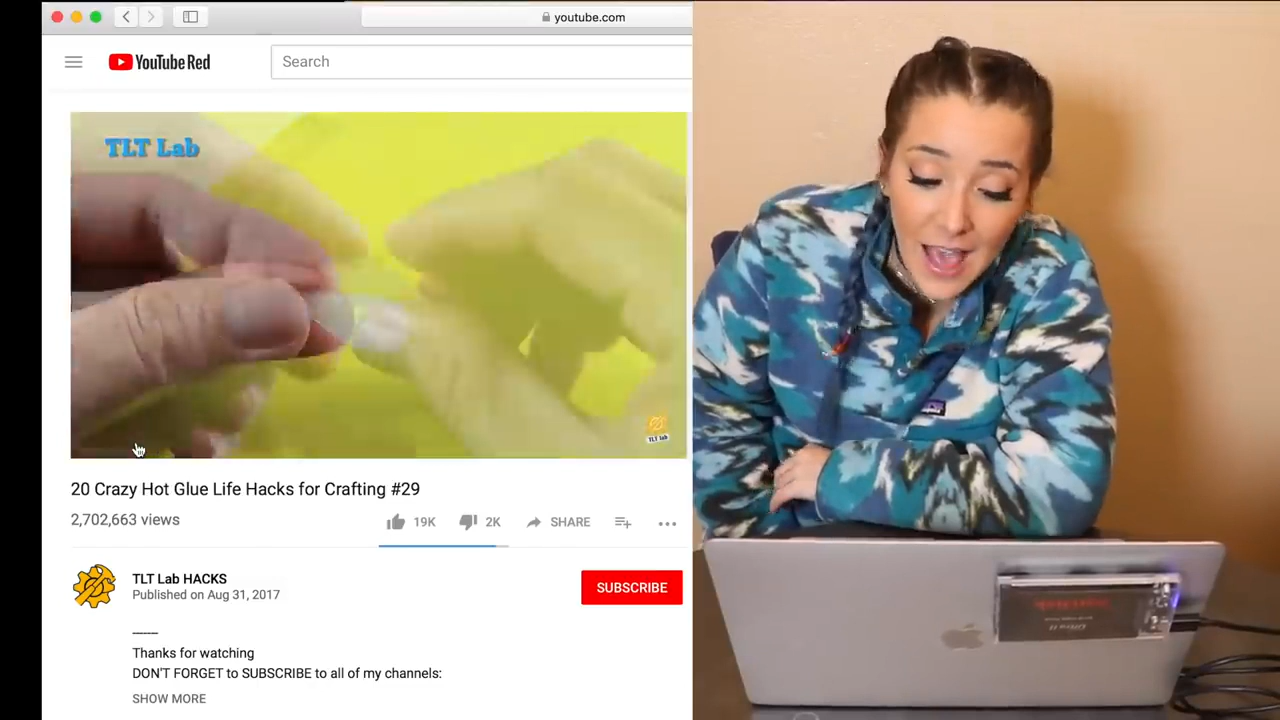 youtube.com
YouTube Red
Search
TLT Lab
TLT lab
20 Crazy Hot Glue Life Hacks for Crafting #29
2,702,663 views
19K
2K
SHARE
TLT Lab HACKS
Published on Aug 31, 2017
SUBSCRIBE
-------
Thanks for watching
DON'T FORGET to SUBSCRIBE to all of my channels:
SHOW MORE